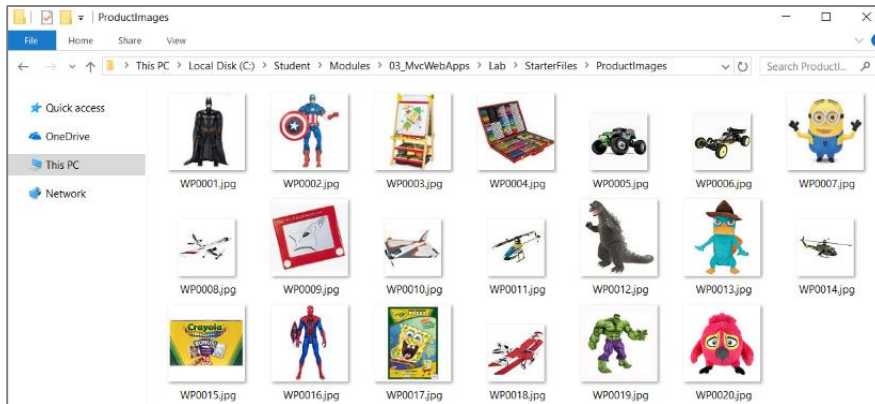 ProductImages
File Home Share View
This PC > Local Disk (C:) > Student > Modules > 03_MvcWebApps > Lab > StarterFiles > ProductImages
Search ProductI...
Quick access
OneDrive
This PC
Network
WP0001.jpg WP0002.jpg WP0003.jpg WP0004.jpg WP0005.jpg WP0006.jpg WP0007.jpg
WP0008.jpg WP0009.jpg WP0010.jpg WP0011.jpg WP0012.jpg WP0013.jpg WP0014.jpg
Crayola
WP0015.jpg WP0016.jpg WP0017.jpg WP0018.jpg WP0019.jpg WP0020.jpg